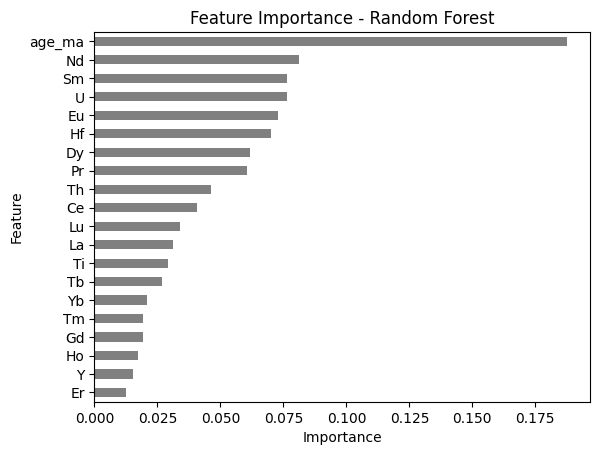 Feature Importance - Random Forest
age_ma
Nd
Sm
U
Eu
Hf
Dy
Pr
Th
Ce
Lu
La
Ti
Tb
Yb
Tm
Gd
Ho
Y
Er
Feature
0.000 0.025 0.050 0.075 0.100 0.125 0.150 0.175
Importance